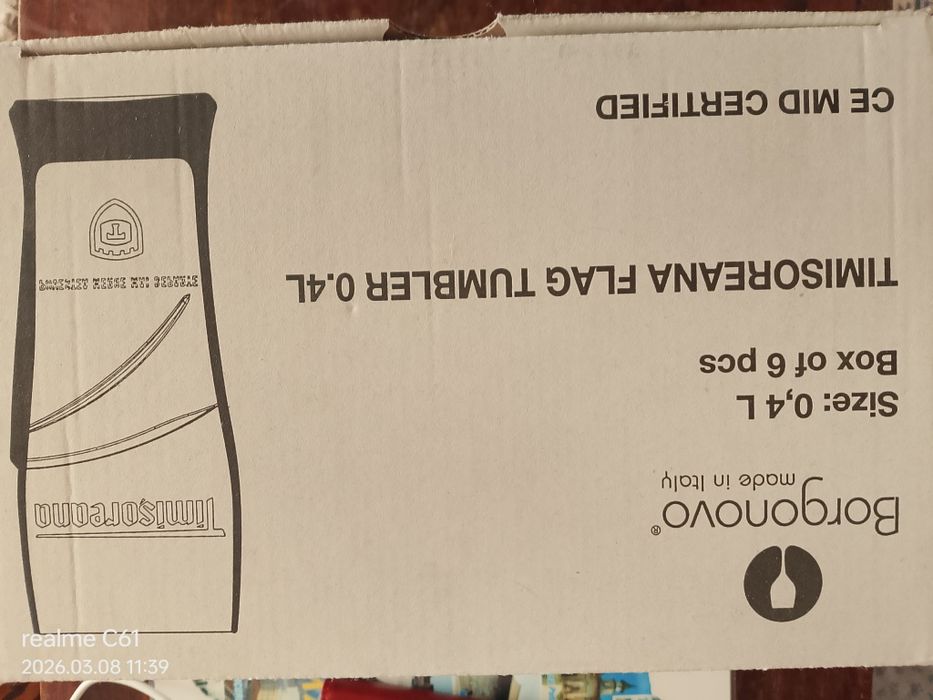 Borgonovo®
made in Italy
Size: 0,4 L
Box of 6 pcs
TIMISOREANA FLAG TUMBLER 0.4L
CE MID CERTIFIED
Timișoreana
realme C61
2026.03.08 11:39